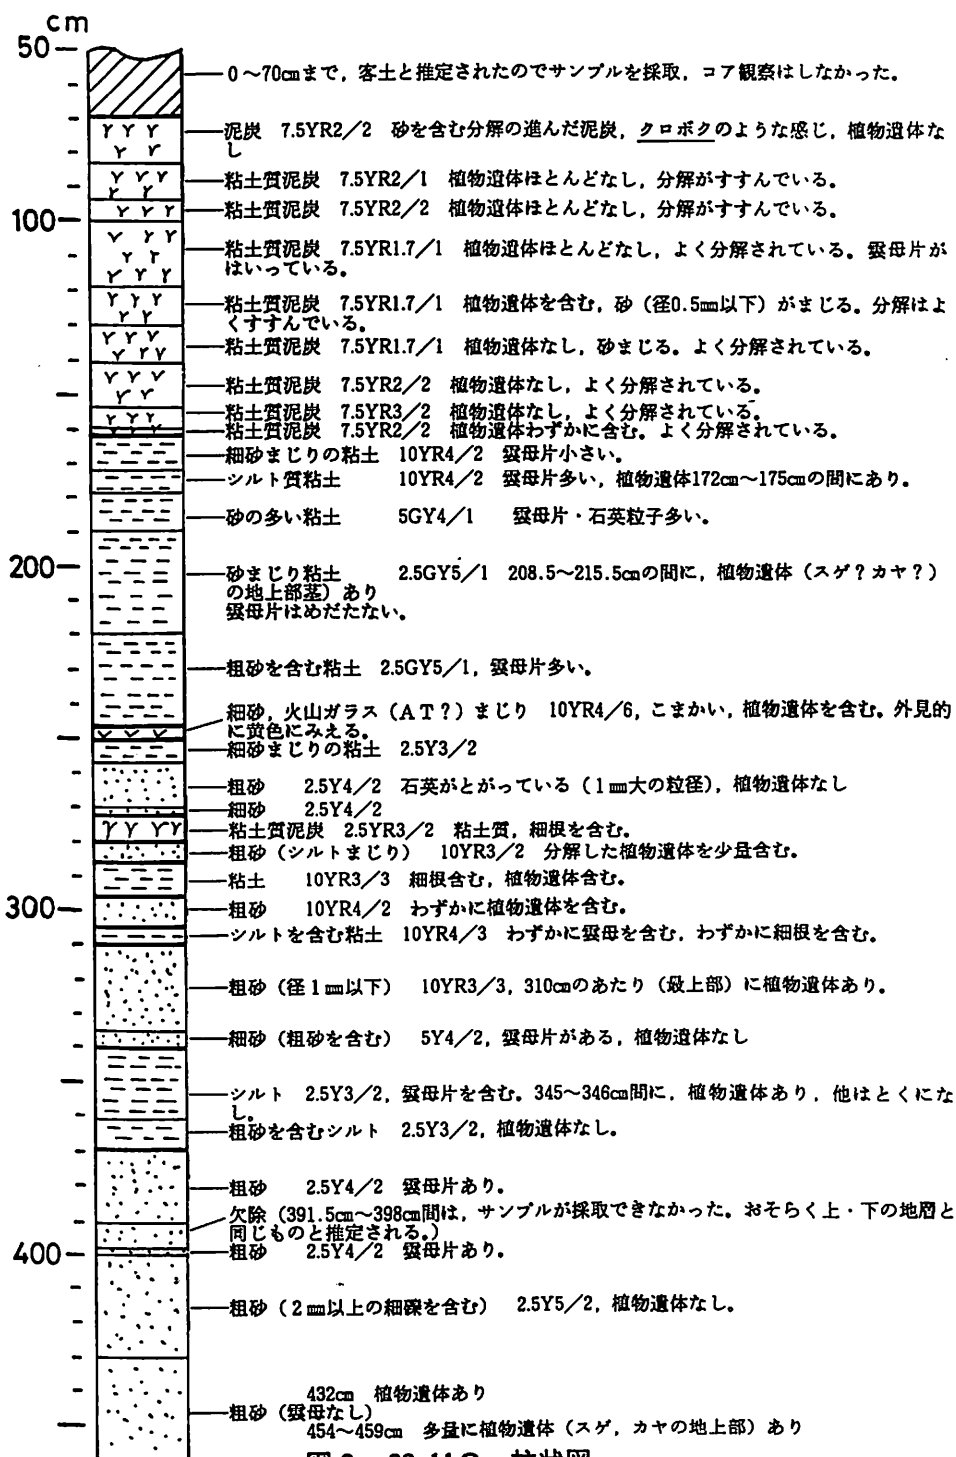 cm
50
0～70㎝まで，客土と推定されたのでサンプルを採取，コア観察はしなかった。
泥炭　7.5YR2／2　砂を含む分解の進んだ泥炭，クロボクのような感じ，植物遺体な
し
粘土質泥炭　7.5YR2／1　植物遺体ほとんどなし，分解がすすんでいる。
粘土質泥炭　7.5YR2／2　植物遺体ほとんどなし，分解がすすんでいる。
100
粘土質泥炭　7.5YR1.7／1　植物遺体ほとんどなし，よく分解されている。雲母片が
はいっている。
粘土質泥炭　7.5YR1.7／1　植物遺体を含む，砂（径0.5㎜以下）がまじる。分解はよ
くすすんでいる。
粘土質泥炭　7.5YR1.7／1　植物遺体なし，砂まじる。よく分解されている。
粘土質泥炭　7.5YR2／2　植物遺体なし，よく分解されている。
粘土質泥炭　7.5YR3／2　植物遺体なし，よく分解されている。
粘土質泥炭　7.5YR2／2　植物遺体わずかに含む。よく分解されている。
細砂まじりの粘土　10YR4／2　雲母片小さい。
シルト質粘土　10YR4／2　雲母片多い，植物遺体172㎝～175㎝の間にあり。
砂の多い粘土　5GY4／1　雲母片・石英粒子多い。
200
砂まじり粘土　2.5GY5／1　208.5～215.5㎝の間に，植物遺体（スゲ？カヤ？）
の地上部茎）あり
雲母片はめだたない。
粗砂を含む粘土　2.5GY5／1，雲母片多い。
細砂，火山ガラス（AT？）まじり　10YR4／6，こまかい，植物遺体を含む。外見的
に黄色にみえる。
細砂まじりの粘土　2.5Y3／2
粗砂　2.5Y4／2　石英がとがっている（1㎜大の粒径），植物遺体なし
細砂　2.5Y4／2
粘土質泥炭　2.5YR3／2　粘土質，細根を含む。
粗砂（シルトまじり）　10YR3／2　分解した植物遺体を少量含む。
粘土　10YR3／3　細根含む，植物遺体含む。
300
粗砂　10YR4／2　わずかに植物遺体を含む。
シルトを含む粘土　10YR4／3　わずかに雲母を含む，わずかに細根を含む。
粗砂（径1㎜以下）　10YR3／3，310㎝のあたり（最上部）に植物遺体あり。
細砂（粗砂を含む）　5Y4／2，雲母片がある，植物遺体なし
シルト　2.5Y3／2，雲母片を含む。345～346㎝間に，植物遺体あり，他はとくにな
し。
粗砂を含むシルト　2.5Y3／2，植物遺体なし。
粗砂　2.5Y4／2　雲母片あり。
欠除（391.5㎝～398㎝間は，サンプルが採取できなかった。おそらく上・下の地層と
同じものと推定される。）
400
粗砂　2.5Y4／2　雲母片あり。
粗砂（2㎜以上の細礫を含む）　2.5Y5／2，植物遺体なし。
432㎝　植物遺体あり
粗砂（雲母なし）
454～459㎝　多量に植物遺体（スゲ，カヤの地上部）あり